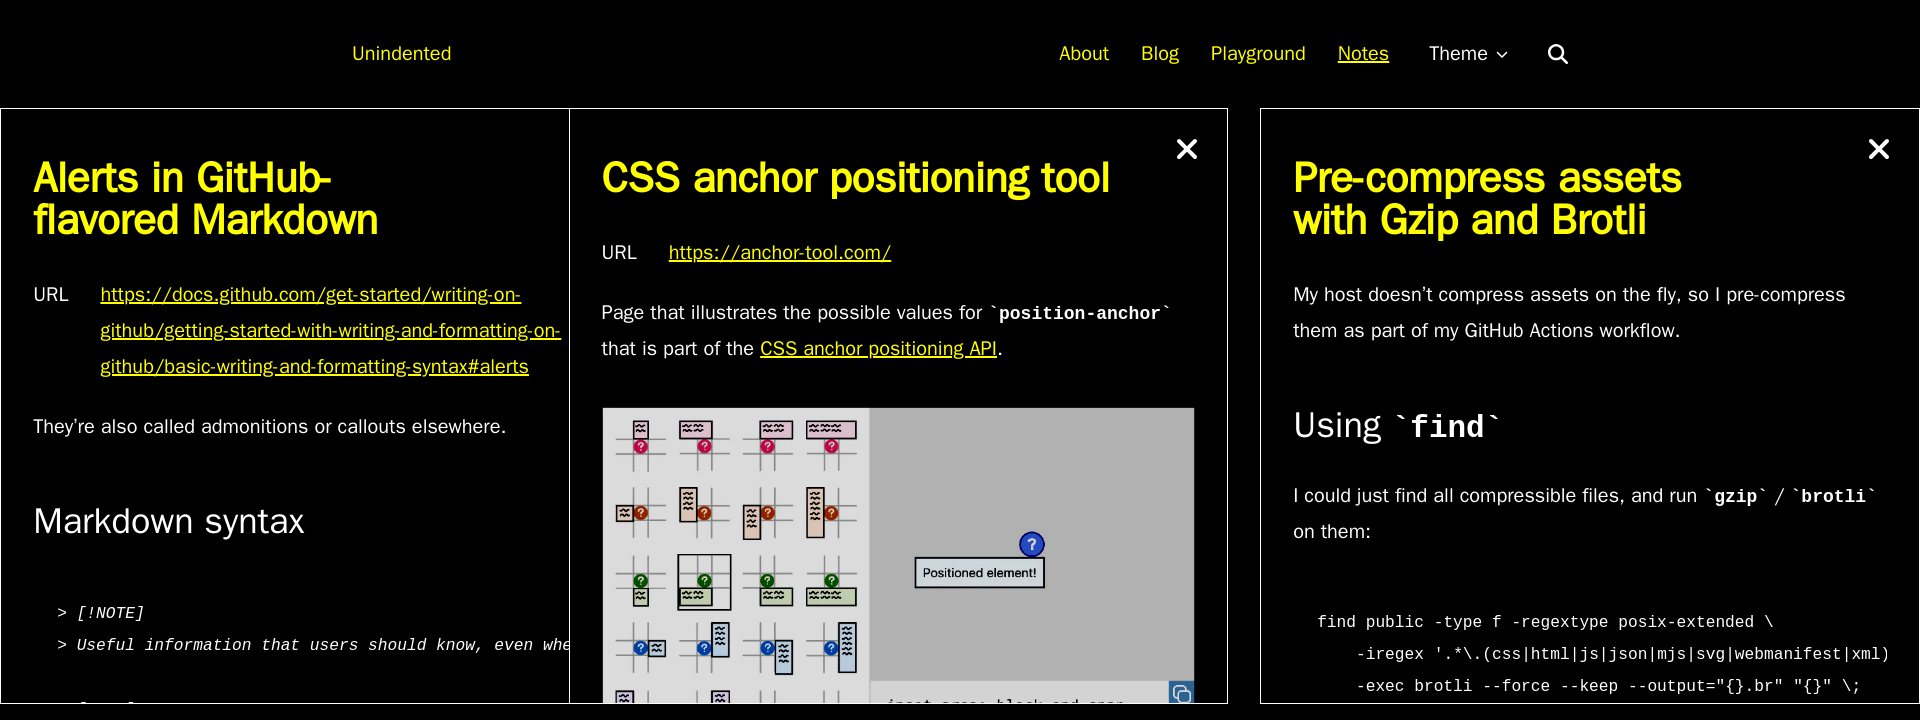 Unindented
About Blog Playground Notes Theme
Alerts in GitHub-
flavored Markdown
URL https://docs.github.com/get-started/writing-on-
github/getting-started-with-writing-and-formatting-on-
github/basic-writing-and-formatting-syntax#alerts
They’re also called admonitions or callouts elsewhere.
Markdown syntax
> [!NOTE]
> Useful information that users should know, even whe
CSS anchor positioning tool
URL https://anchor-tool.com/
Page that illustrates the possible values for `position-anchor`
that is part of the CSS anchor positioning API.
?
Positioned element!
Pre-compress assets
with Gzip and Brotli
My host doesn’t compress assets on the fly, so I pre-compress
them as part of my GitHub Actions workflow.
Using `find`
I could just find all compressible files, and run `gzip` / `brotli`
on them:
find public -type f -regextype posix-extended \
-iregex '.*\.(css|html|js|json|mjs|svg|webmanifest|xml)
-exec brotli --force --keep --output="{}.br" "{}" \;